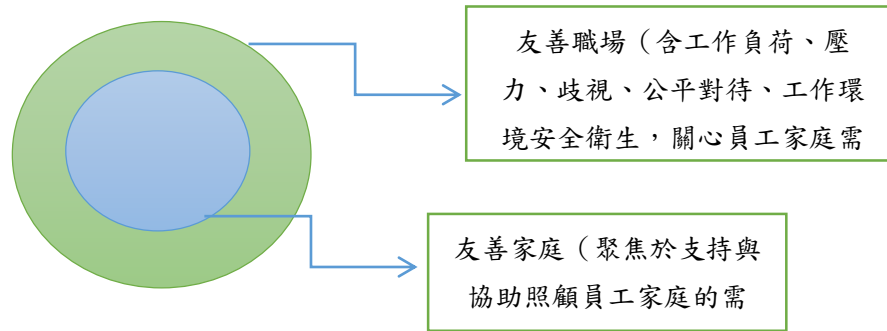 友善職場（含工作負荷、壓
力、歧視、公平對待、工作環
境安全衛生，關心員工家庭需
友善家庭（聚焦於支持與
協助照顧員工家庭的需